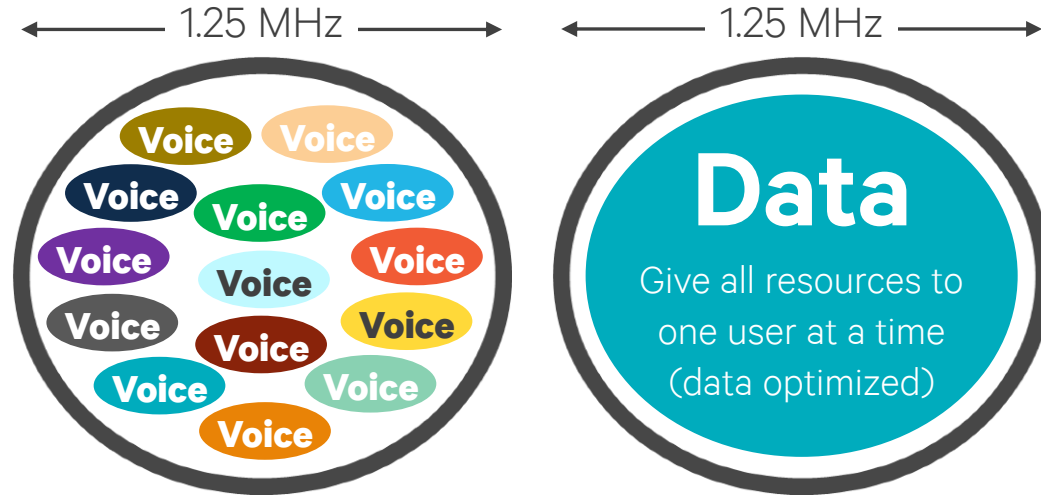 1.25 MHz
Voice
Voice
Voice
Voice
Voice
Voice
Voice
Voice
Voice
Voice
Voice
Voice
Voice
Voice
1.25 MHz
Data
Give all resources to
one user at a time
(data optimized)